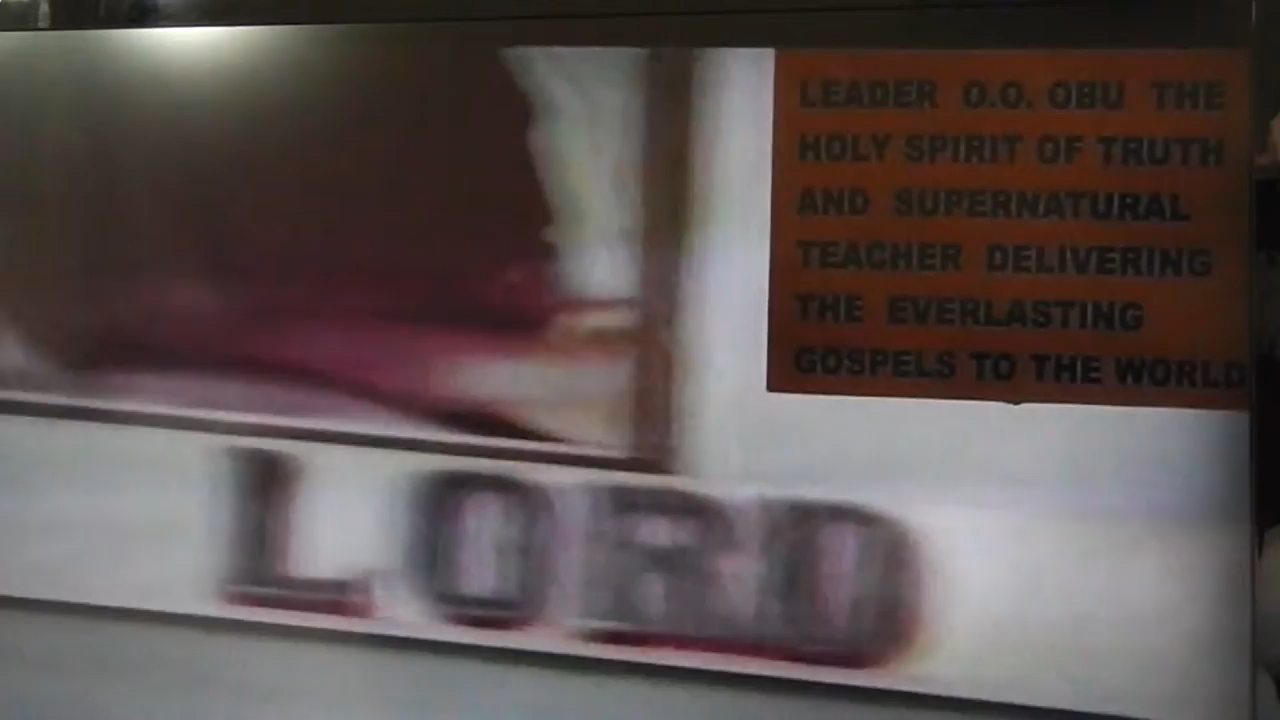 LEADER O.O. OBU THE
HOLY SPIRIT OF TRUTH
AND SUPERNATURAL
TEACHER DELIVERING
THE EVERLASTING
GOSPELS TO THE WORLD
LORD